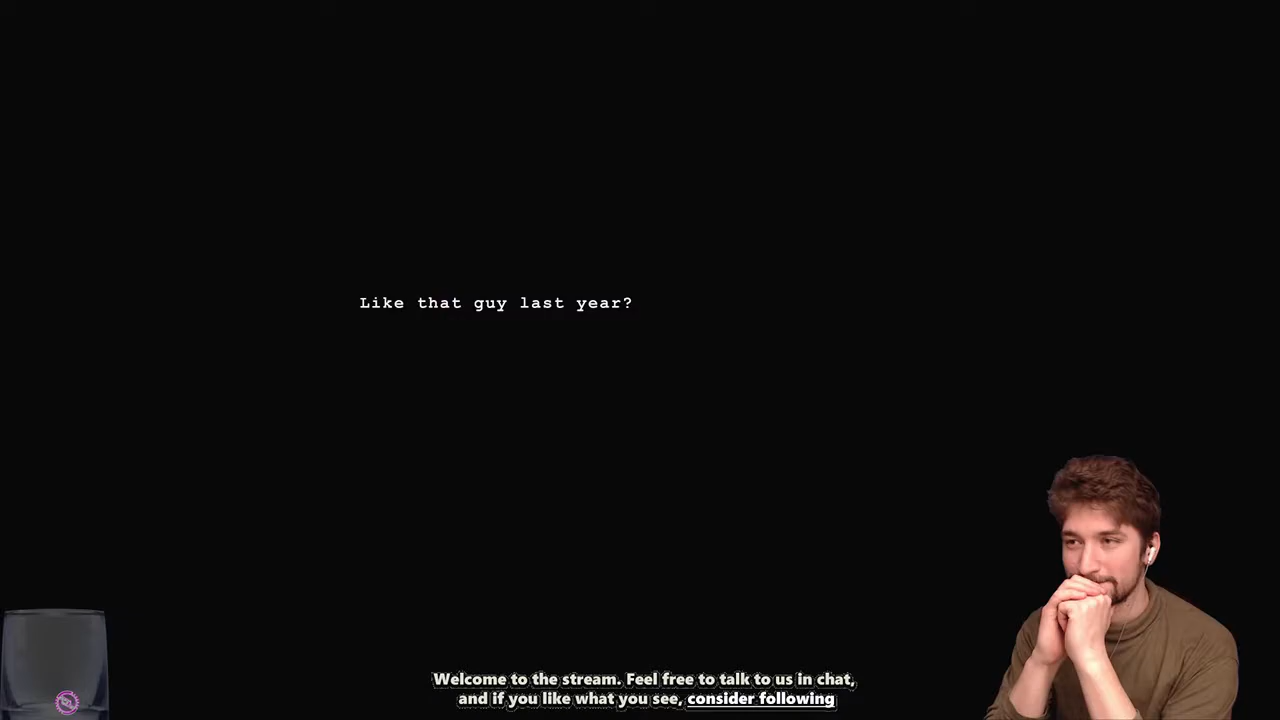 Like that guy last year?
Welcome to the stream. Feel free to talk to us in chat,
and if you like what you see, consider following